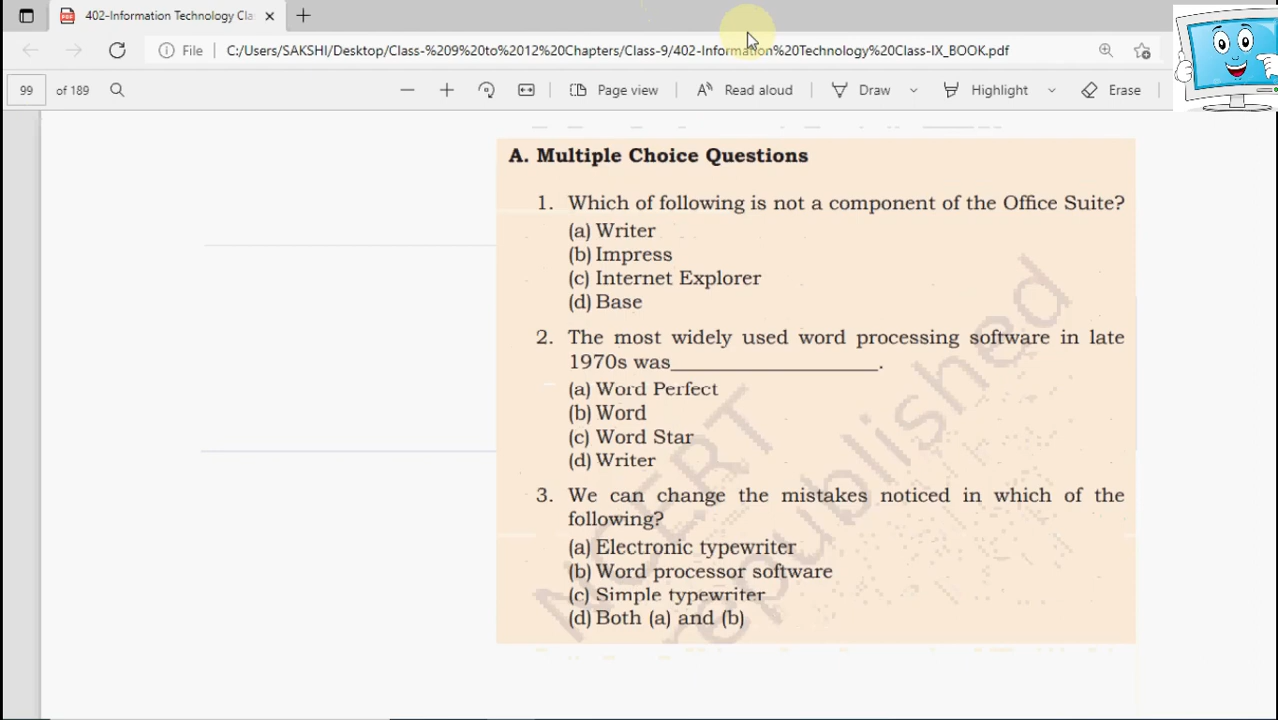 402-Information Technology Cla
File C:/Users/SAKSHI/Desktop/Class-%209%20to%2012%20Chapters/Class-9/402-Information%20Technology%20Class-IX_BOOK.pdf
99 of 189 Page view Read aloud Draw Highlight Erase
A. Multiple Choice Questions
1. Which of following is not a component of the Office Suite?
(a) Writer
(b) Impress
(c) Internet Explorer
(d) Base
2. The most widely used word processing software in late
1970s was____________________.
(a) Word Perfect
(b) Word
(c) Word Star
(d) Writer
3. We can change the mistakes noticed in which of the
following?
(a) Electronic typewriter
(b) Word processor software
(c) Simple typewriter
(d) Both (a) and (b)
NCERT
republished